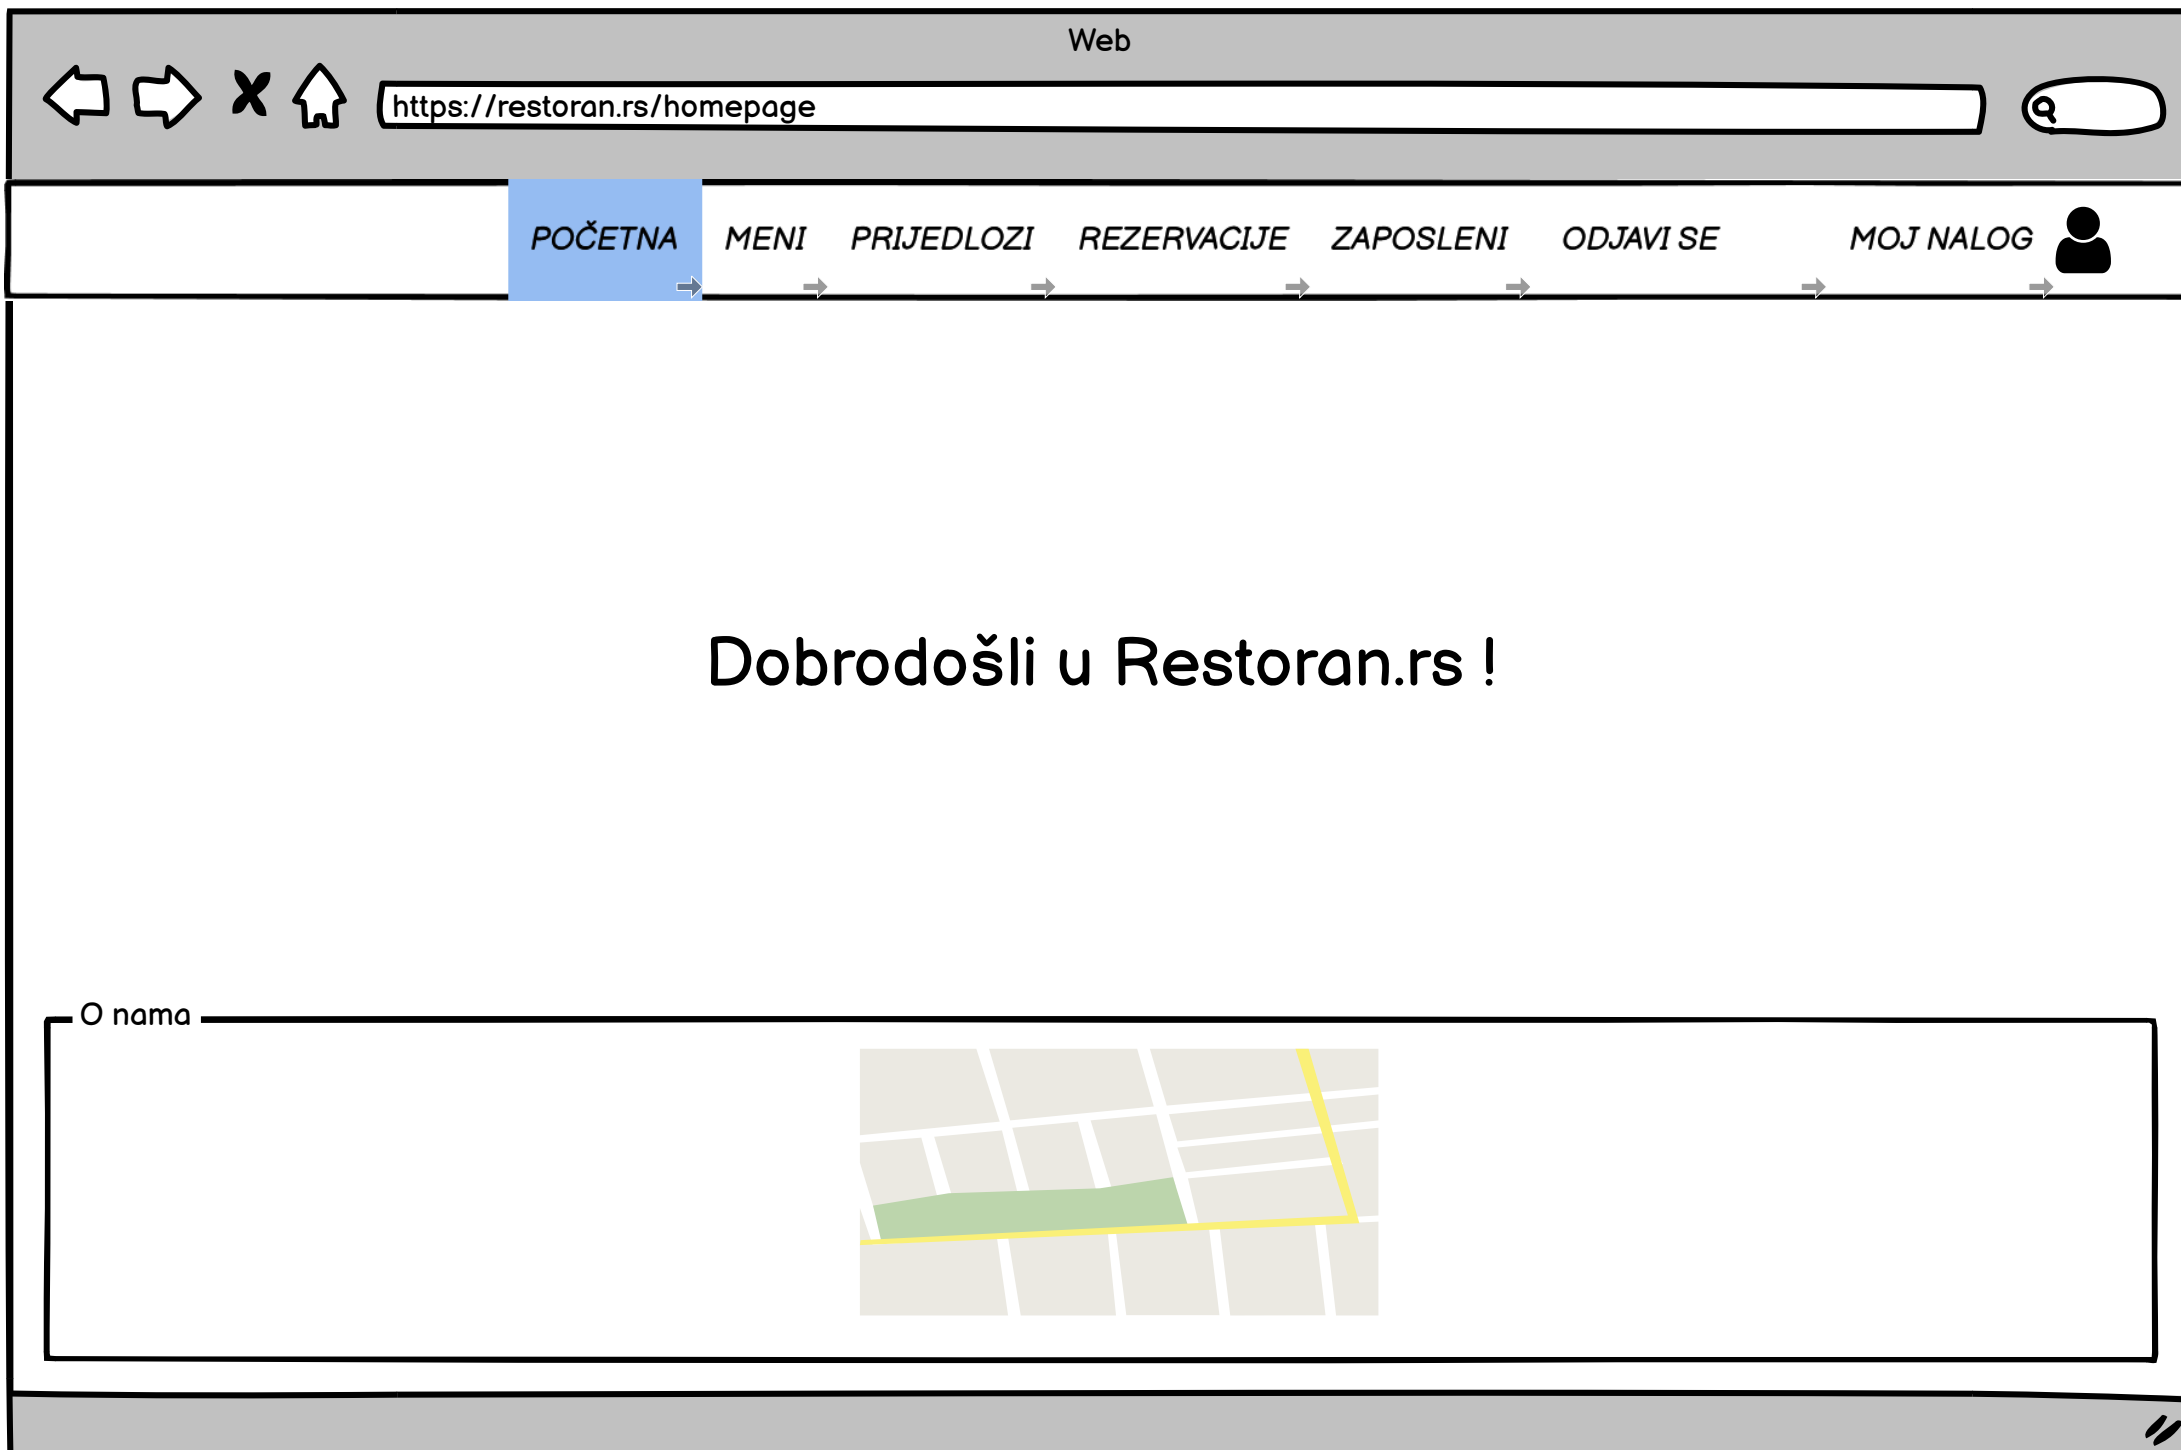 Web
https://restoran.rs/homepage
POČETNA MENI PRIJEDLOZI REZERVACIJE ZAPOSLENI ODJAVI SE MOJ NALOG
Dobrodošli u Restoran.rs !
O nama